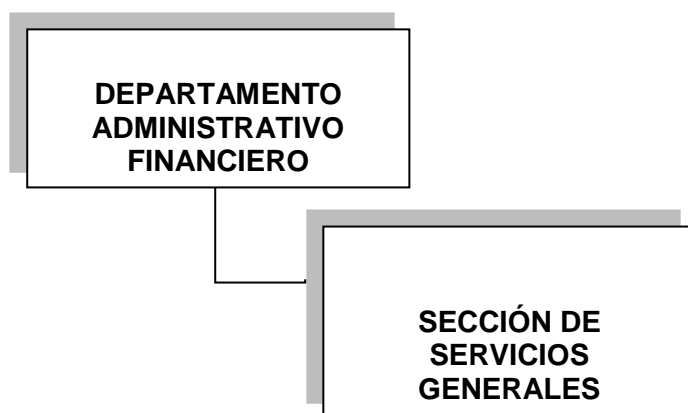 DEPARTAMENTO
ADMINISTRATIVO
FINANCIERO
SECCIÓN DE
SERVICIOS
GENERALES